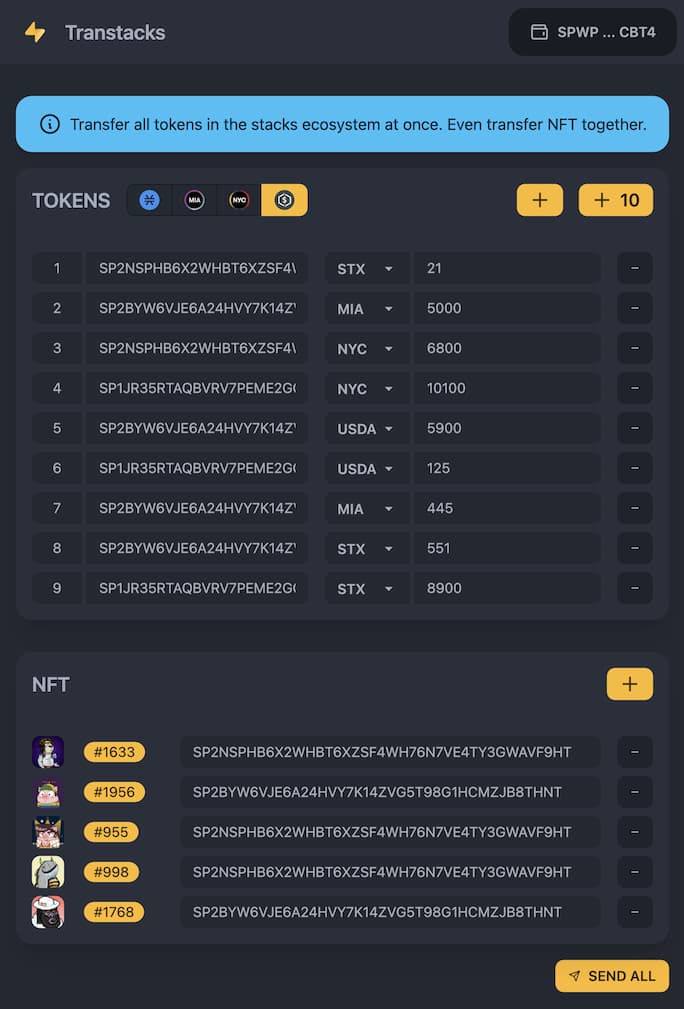 Transtacks
SPWP ... CBT4
Transfer all tokens in the stacks ecosystem at once. Even transfer NFT together.
TOKENS MIA NYC + + 10
1 SP2NSPHB6X2WHBT6XZSF4 STX 21 -
2 SP2BYW6VJE6A24HVY7K14Z MIA 5000 -
3 SP2NSPHB6X2WHBT6XZSF4 NYC 6800 -
4 SP1JR35RTAQBVRV7PEME2G NYC 10100 -
5 SP2BYW6VJE6A24HVY7K14Z USDA 5900 -
6 SP1JR35RTAQBVRV7PEME2G USDA 125 -
7 SP2BYW6VJE6A24HVY7K14Z MIA 445 -
8 SP2BYW6VJE6A24HVY7K14Z STX 551 -
9 SP1JR35RTAQBVRV7PEME2G STX 8900 -
NFT +
#1633 SP2NSPHB6X2WHBT6XZSF4WH76N7VE4TY3GWAVF9HT -
#1956 SP2BYW6VJE6A24HVY7K14ZVG5T98G1HCMZJB8THNT -
#955 SP2NSPHB6X2WHBT6XZSF4WH76N7VE4TY3GWAVF9HT -
#998 SP2NSPHB6X2WHBT6XZSF4WH76N7VE4TY3GWAVF9HT -
#1768 SP2BYW6VJE6A24HVY7K14ZVG5T98G1HCMZJB8THNT -
SEND ALL